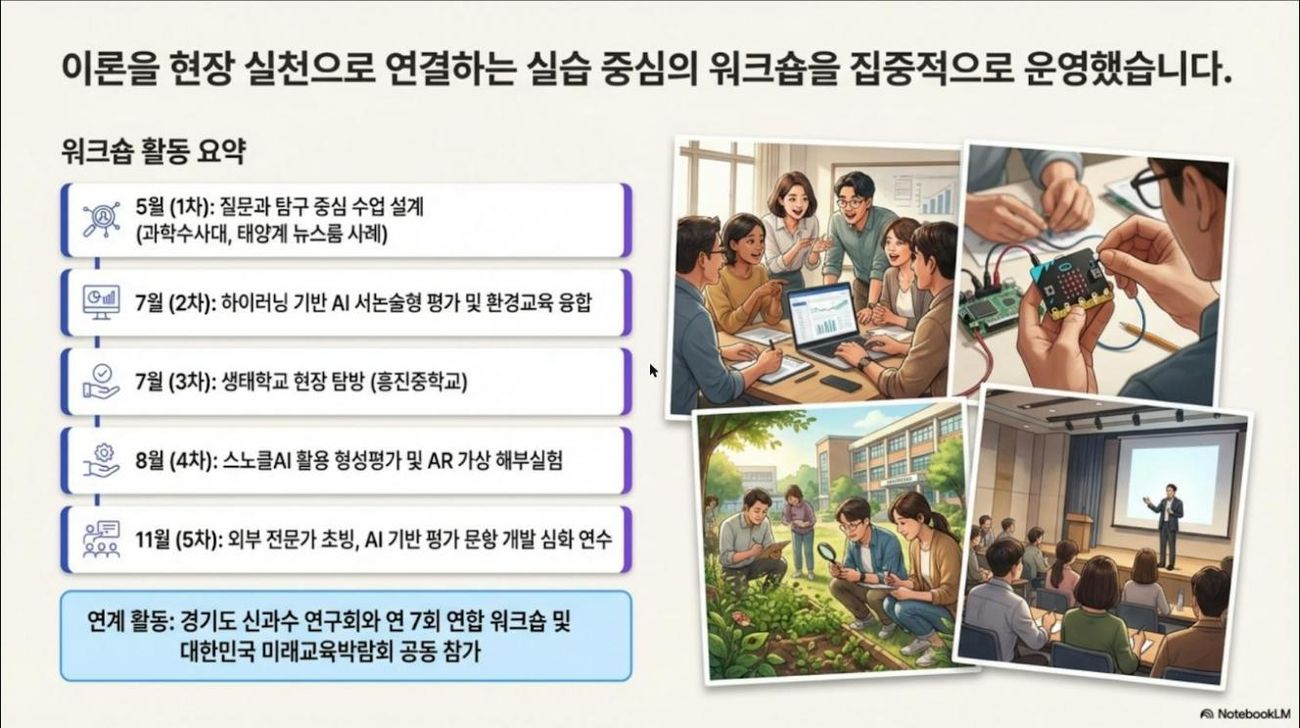 이론을 현장 실천으로 연결하는 실습 중심의 워크숍을 집중적으로 운영했습니다.
워크숍 활동 요약
5월 (1차): 질문과 탐구 중심 수업 설계
(과학수사대, 태양계 뉴스룸 사례)
7월 (2차): 하이러닝 기반 AI 서논술형 평가 및 환경교육 융합
7월 (3차): 생태학교 현장 탐방 (흥진중학교)
8월 (4차): 스노클AI 활용 형성평가 및 AR 가상 해부실험
11월 (5차): 외부 전문가 초빙, AI 기반 평가 문항 개발 심화 연수
연계 활동: 경기도 신과수 연구회와 연 7회 연합 워크숍 및
대한민국 미래교육박람회 공동 참가
NotebookLM